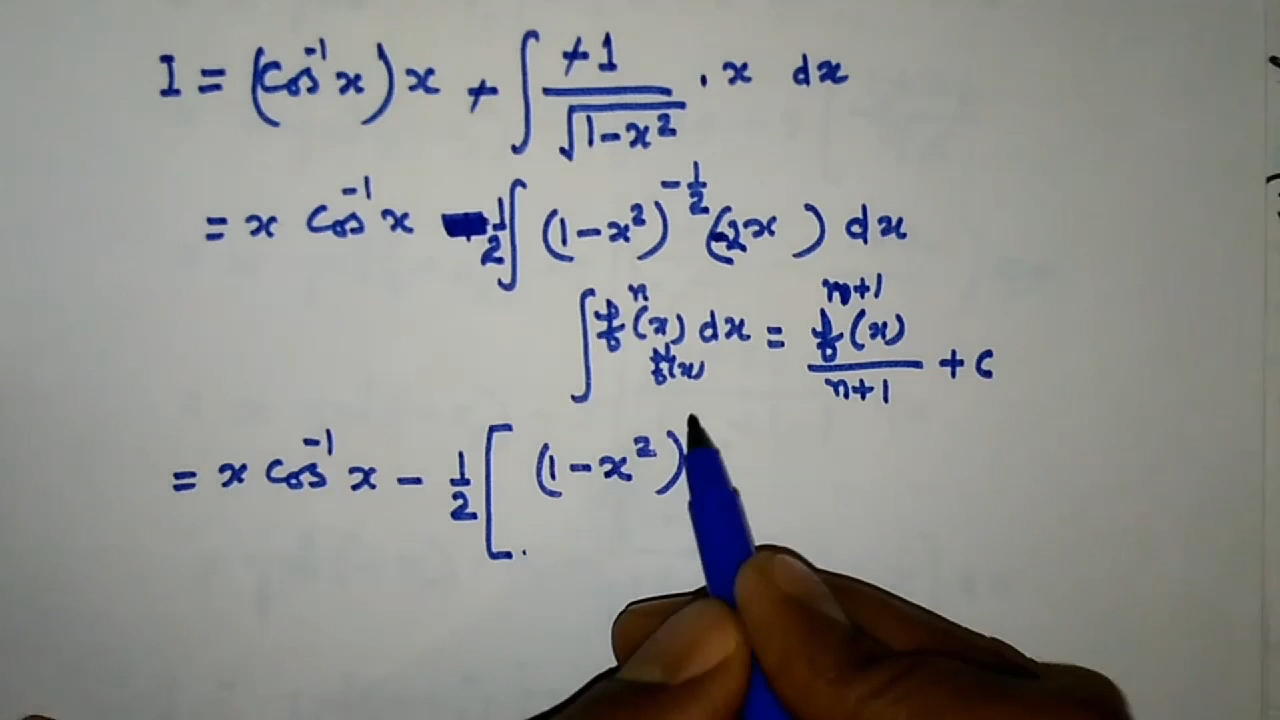 I = (cos⁻¹x)x + ∫ +1/√(1-x²) . x dx
= x cos⁻¹x - 1/2 ∫ (1-x²)^(-1/2) (-2x) dx
∫ fⁿ(x) f'(x) dx = fⁿ⁺¹(x)/(n+1) + c
= x cos⁻¹x - 1/2 [ (1-x²)